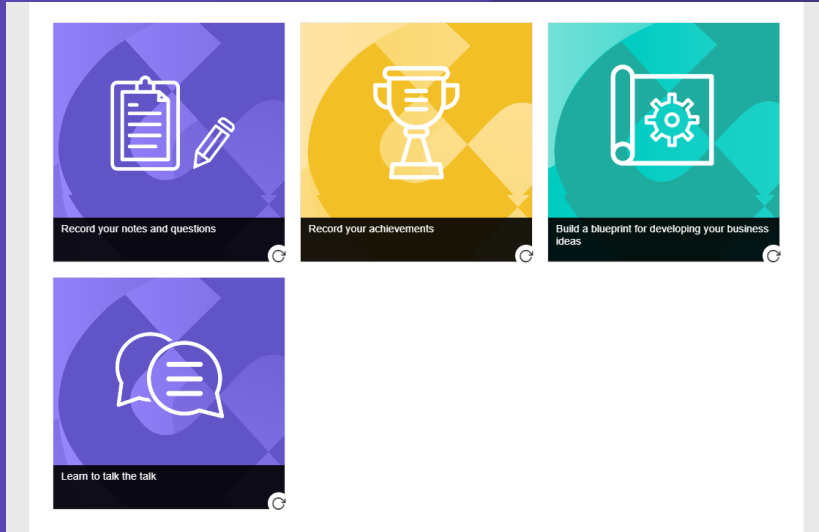 Record your notes and questions
Record your achievements
Build a blueprint for developing your business
ideas
Learn to talk the talk